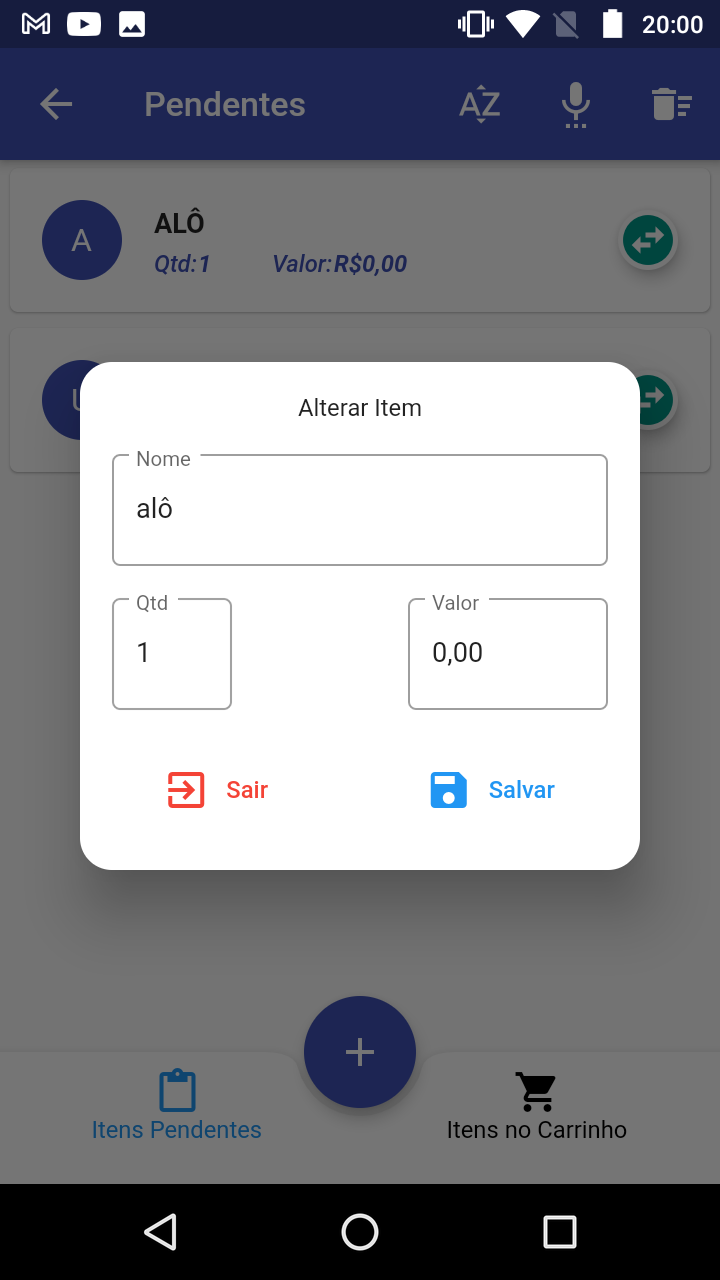 20:00
Pendentes
AZ
A ALÔ
Qtd:1 Valor:R$0,00
Alterar Item
Nome
alô
Qtd Valor
1 0,00
Sair Salvar
Itens Pendentes Itens no Carrinho